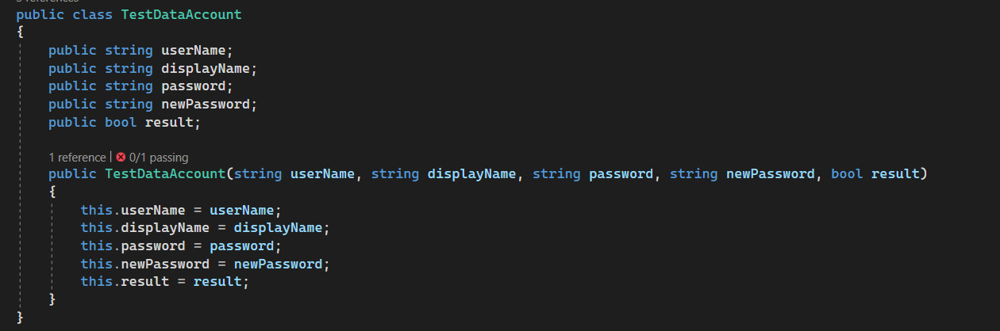 references
public class TestDataAccount
{
public string userName;
public string displayName;
public string password;
public string newPassword;
public bool result;
1 reference | 0/1 passing
public TestDataAccount(string userName, string displayName, string password, string newPassword, bool result)
{
this.userName = userName;
this.displayName = displayName;
this.password = password;
this.newPassword = newPassword;
this.result = result;
}
}